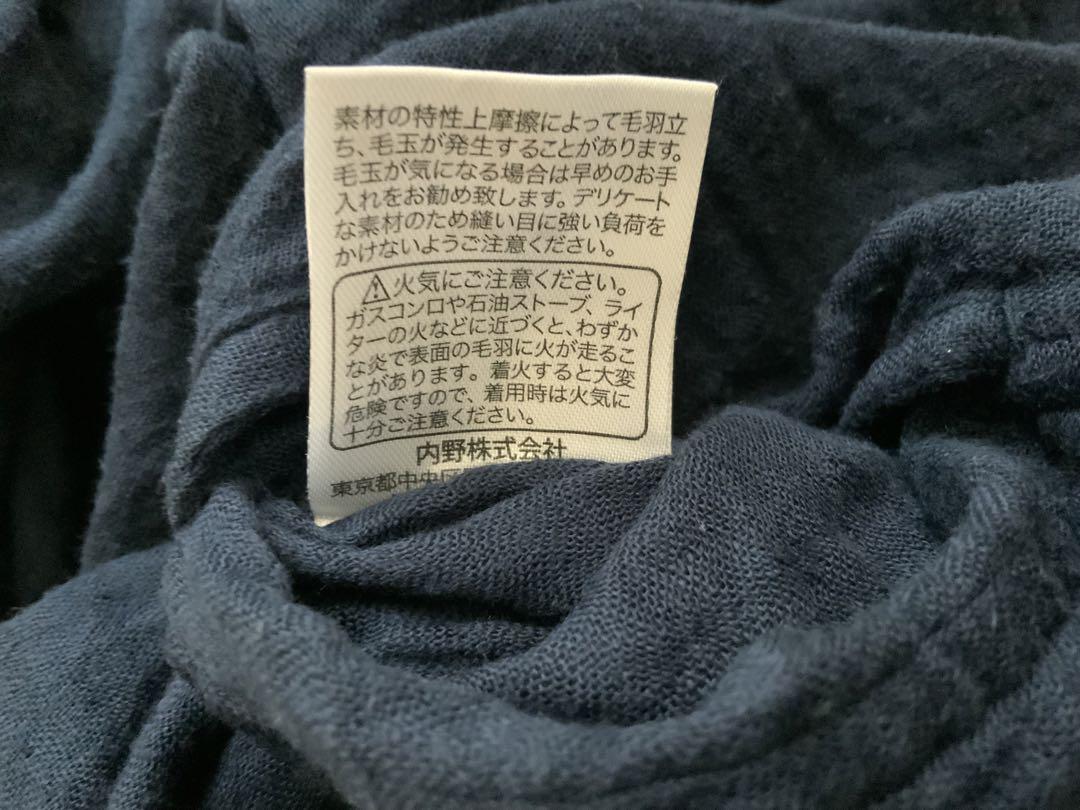 素材の特性上摩擦によって毛羽立
ち、毛玉が発生することがあります。
毛玉が気になる場合は早めのお手
入れをお勧め致します。デリケート
な素材のため縫い目に強い負荷を
かけないようご注意ください。
火気にご注意ください。
ガスコンロや石油ストーブ、ライ
ターの火などに近づくと、わずか
な炎で表面の毛羽に火が走るこ
とがあります。着火すると大変
危険ですので、着用時は火気に
十分ご注意ください。
内野株式会社
東京都中央区